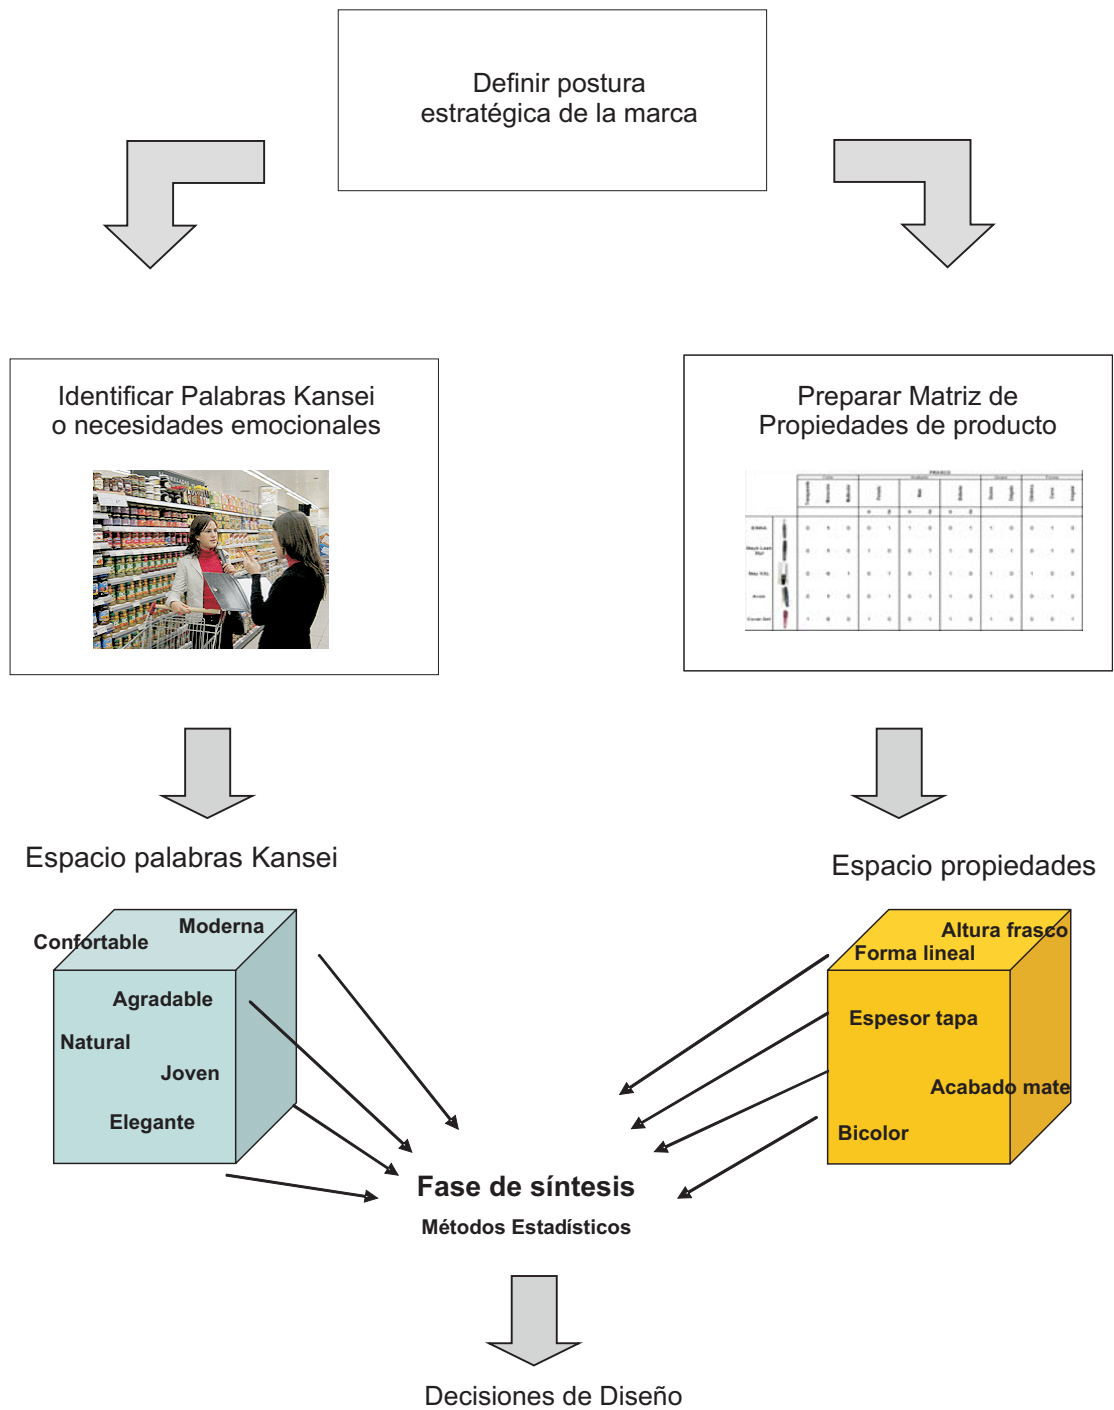 Definir postura
estratégica de la marca
Identificar Palabras Kansei
o necesidades emocionales
Preparar Matriz de
Propiedades de producto
Espacio palabras Kansei
Espacio propiedades
Moderna
Confortable
Agradable
Natural
Joven
Elegante
Altura frasco
Forma lineal
Espesor tapa
Acabado mate
Bicolor
Fase de síntesis
Métodos Estadísticos
Decisiones de Diseño